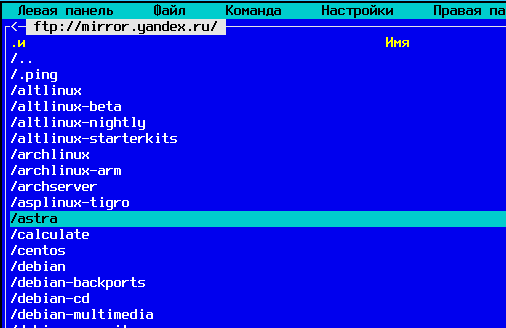 Левая панель Файл Команда Настройки Правая па
<- ftp://mirror.yandex.ru/
.и Имя
/..
/.ping
/altlinux
/altlinux-beta
/altlinux-nightly
/altlinux-starterkits
/archlinux
/archlinux-arm
/archserver
/asplinux-tigro
/astra
/calculate
/centos
/debian
/debian-backports
/debian-cd
/debian-multimedia